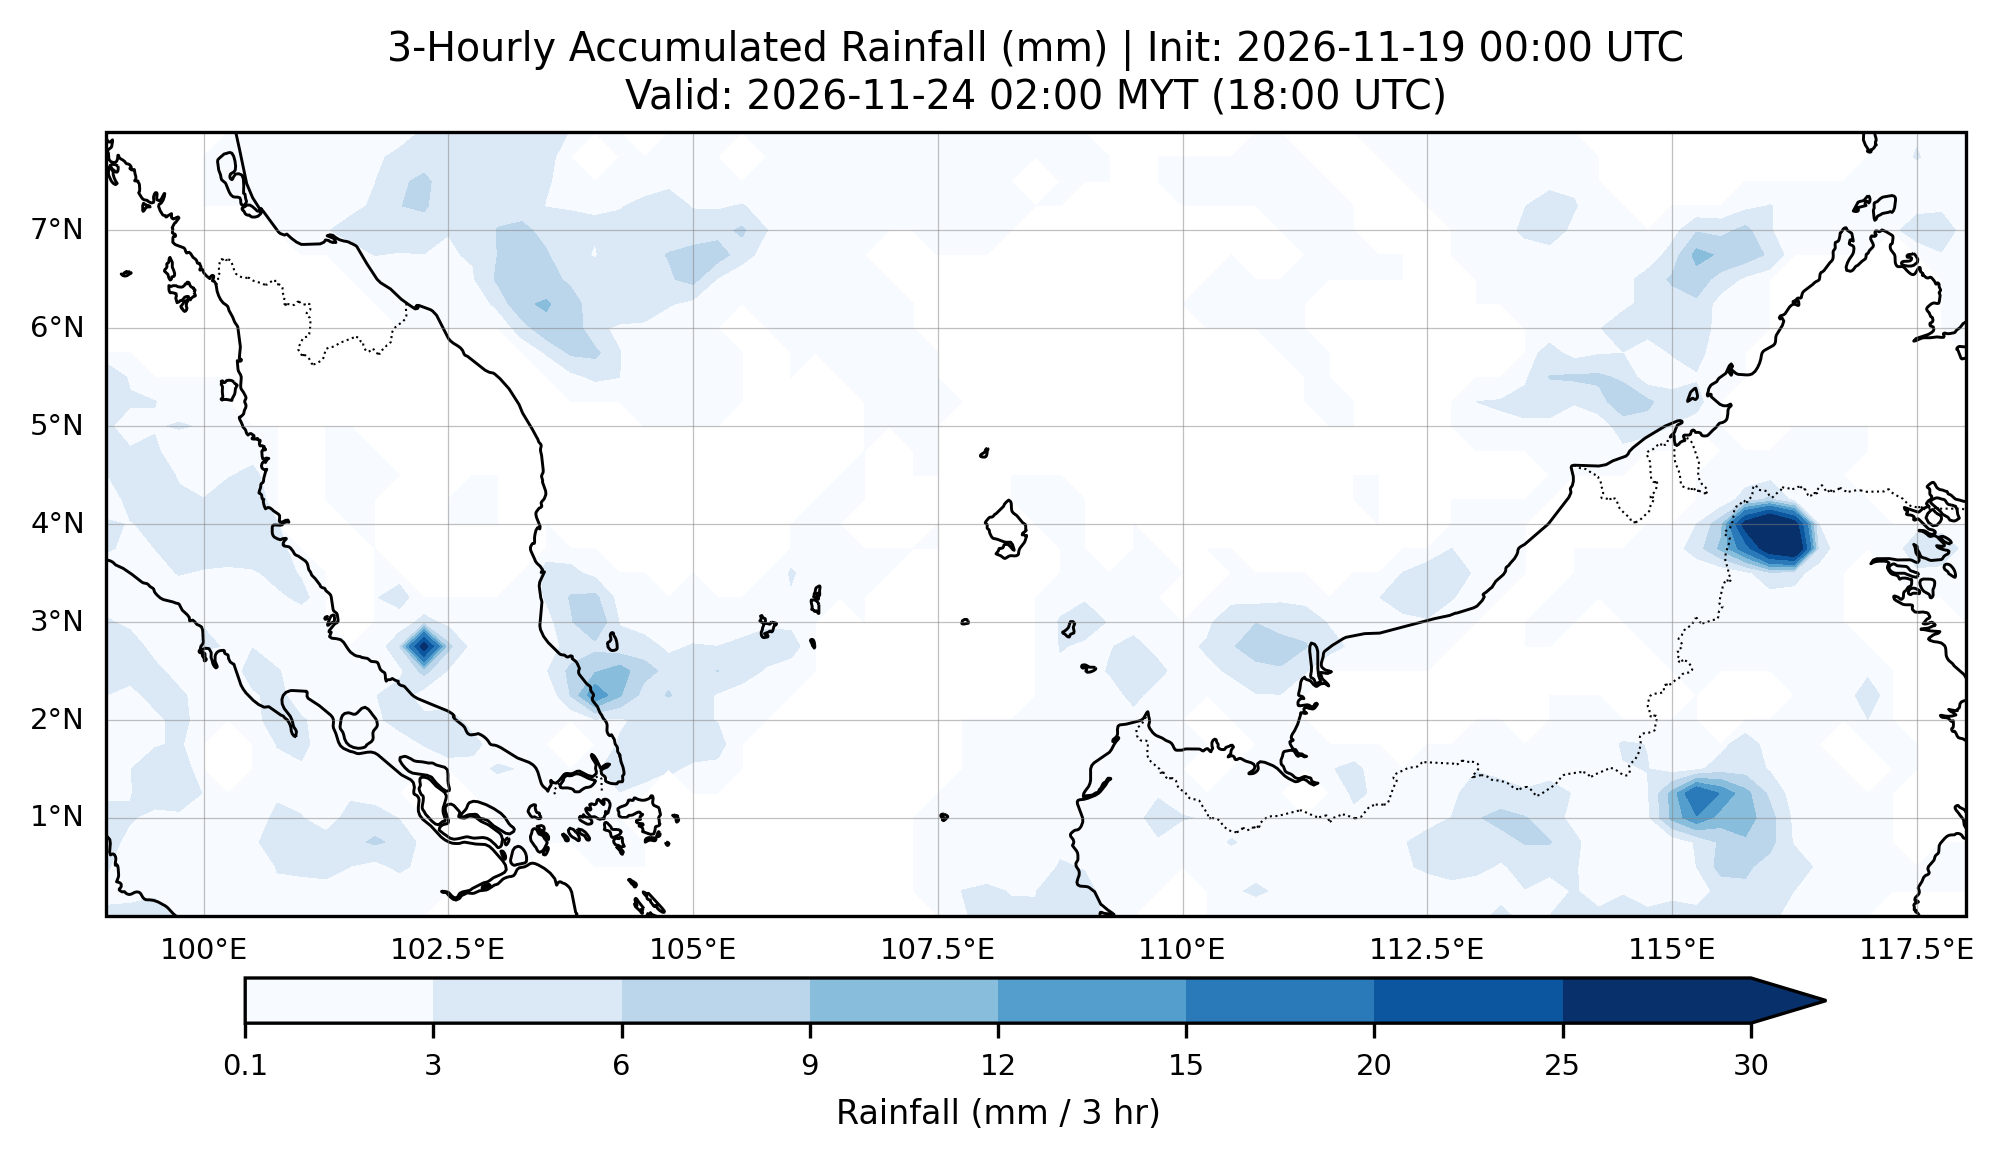 3-Hourly Accumulated Rainfall (mm) | Init: 2026-11-19 00:00 UTC
Valid: 2026-11-24 02:00 MYT (18:00 UTC)
7°N
6°N
5°N
4°N
3°N
2°N
1°N
100°E 102.5°E 105°E 107.5°E 110°E 112.5°E 115°E 117.5°E
0.1 3 6 9 12 15 20 25 30
Rainfall (mm / 3 hr)